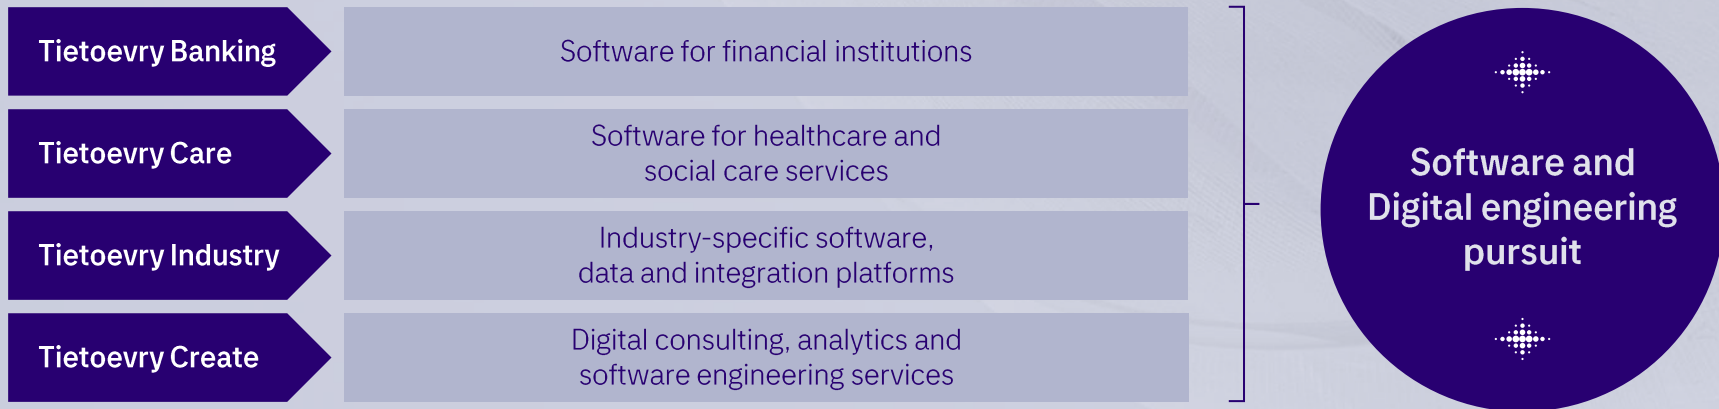 Tietoevry Banking
Software for financial institutions
Tietoevry Care
Software for healthcare and
social care services
Tietoevry Industry
Industry-specific software,
data and integration platforms
Tietoevry Create
Digital consulting, analytics and
software engineering services
Software and
Digital engineering
pursuit